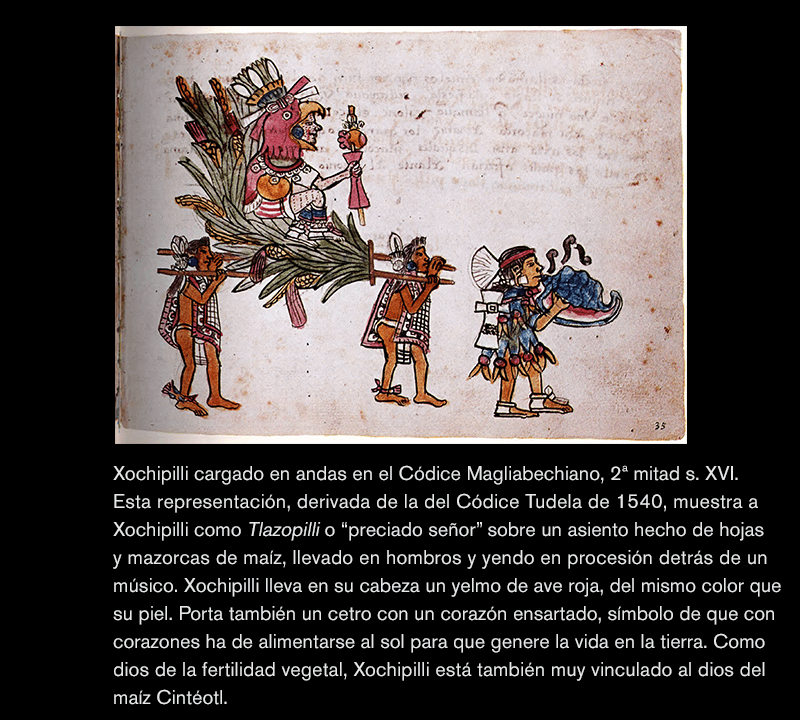 35
Xochipilli cargado en andas en el Códice Magliabechiano, 2ª mitad s. XVI.
Esta representación, derivada de la del Códice Tudela de 1540, muestra a
Xochipilli como Tlazopilli o “preciado señor” sobre un asiento hecho de hojas
y mazorcas de maíz, llevado en hombros y yendo en procesión detrás de un
músico. Xochipilli lleva en su cabeza un yelmo de ave roja, del mismo color que
su piel. Porta también un cetro con un corazón ensartado, símbolo de que con
corazones ha de alimentarse al sol para que genere la vida en la tierra. Como
dios de la fertilidad vegetal, Xochipilli está también muy vinculado al dios del
maíz Cintéotl.